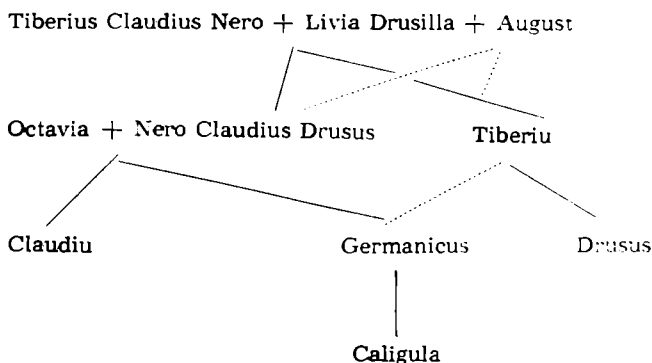 Tiberius Claudius Nero + Livia Drusilla + August
Octavia + Nero Claudius Drusus Tiberiu
Claudiu Germanicus Drusus
Caligula